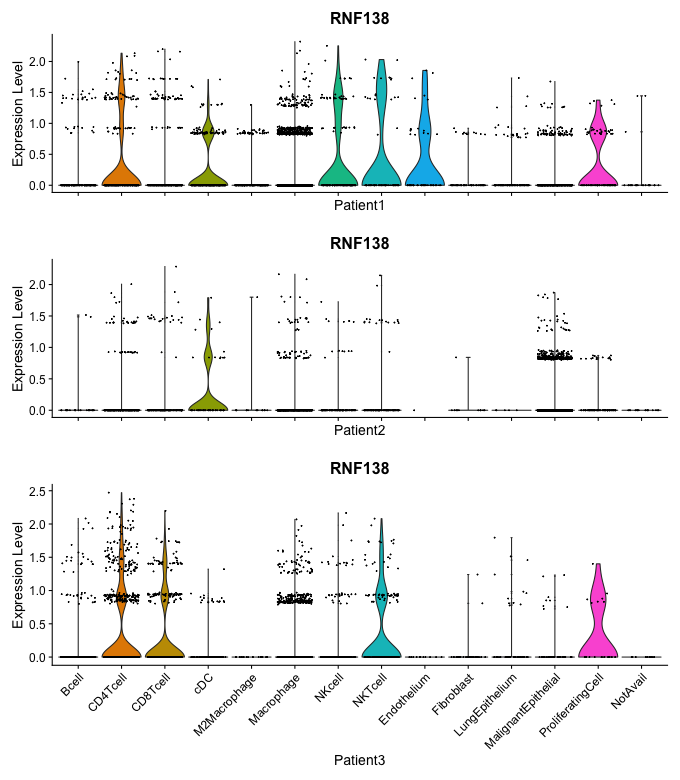 RNF138
Expression Level
2.0
1.5
1.0
0.5
0.0
Patient1
RNF138
Expression Level
2.0
1.5
1.0
0.5
0.0
Patient2
RNF138
Expression Level
2.5
2.0
1.5
1.0
0.5
0.0
Bcell
CD4Tcell
CD8Tcell
cDC
M2Macrophage
Macrophage
NKcell
NKTcell
Endothelium
Fibroblast
LungEpithelium
MalignantEpithelial
ProliferatingCell
NotAvail
Patient3